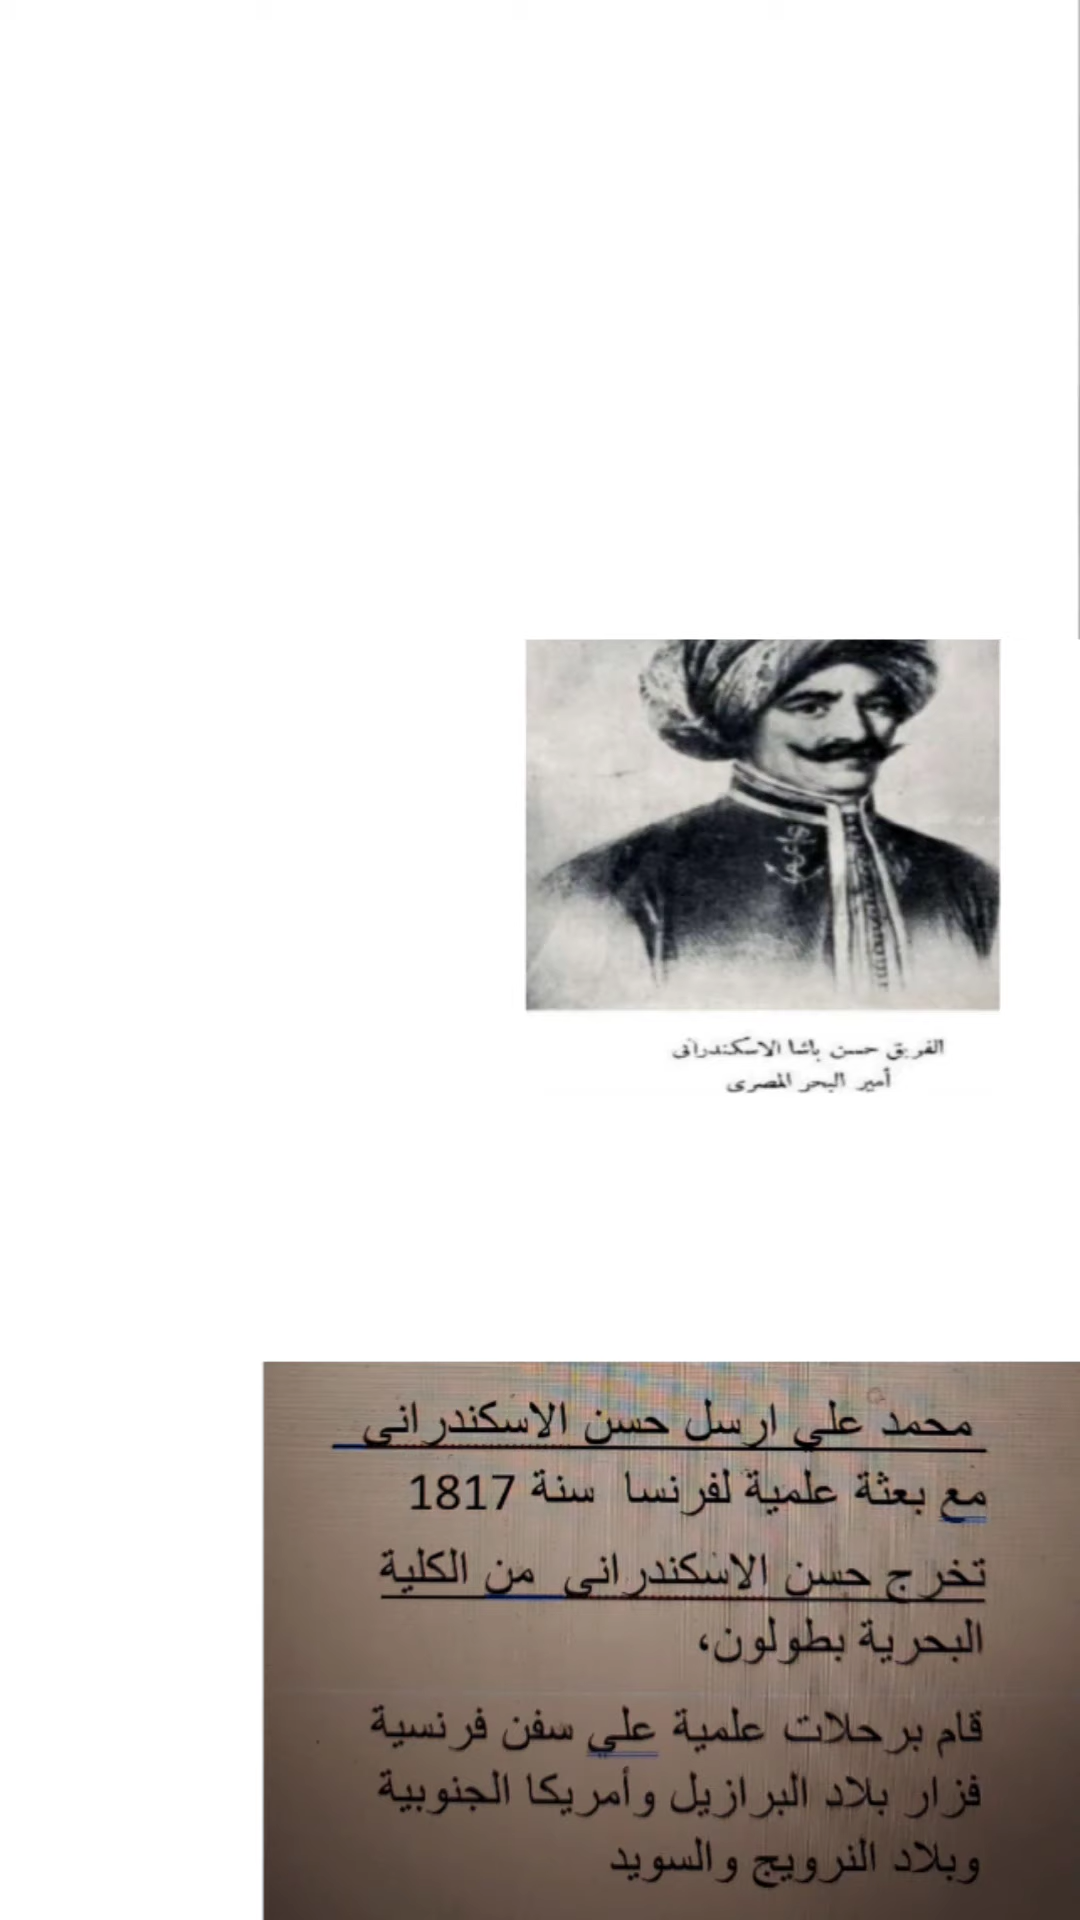 الفريق حسن باشا الاسكندرانى
أمير البحر المصرى
محمد علي ارسل حسن الاسكندرانى
مع بعثة علمية لفرنسا سنة 1817
تخرج حسن الاسكندرانى من الكلية
البحرية بطولون،
قام برحلات علمية علي سفن فرنسية
فزار بلاد البرازيل وأمريكا الجنوبية
وبلاد النرويج والسويد